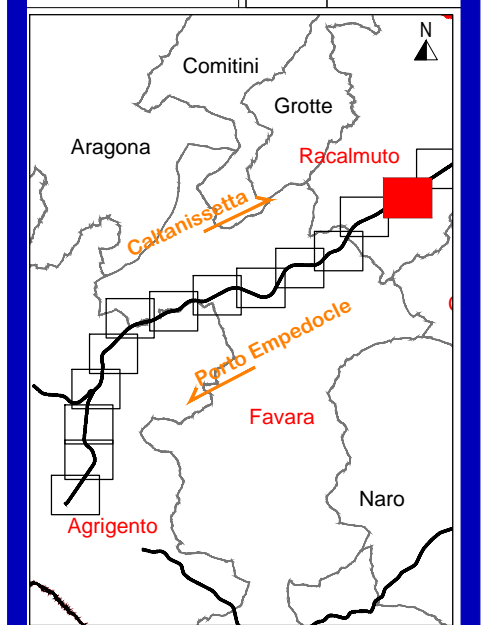 N
Comitini
Grotte
Aragona
Racalmuto
Caltanissetta
Porto Empedocle
Favara
Naro
Agrigento